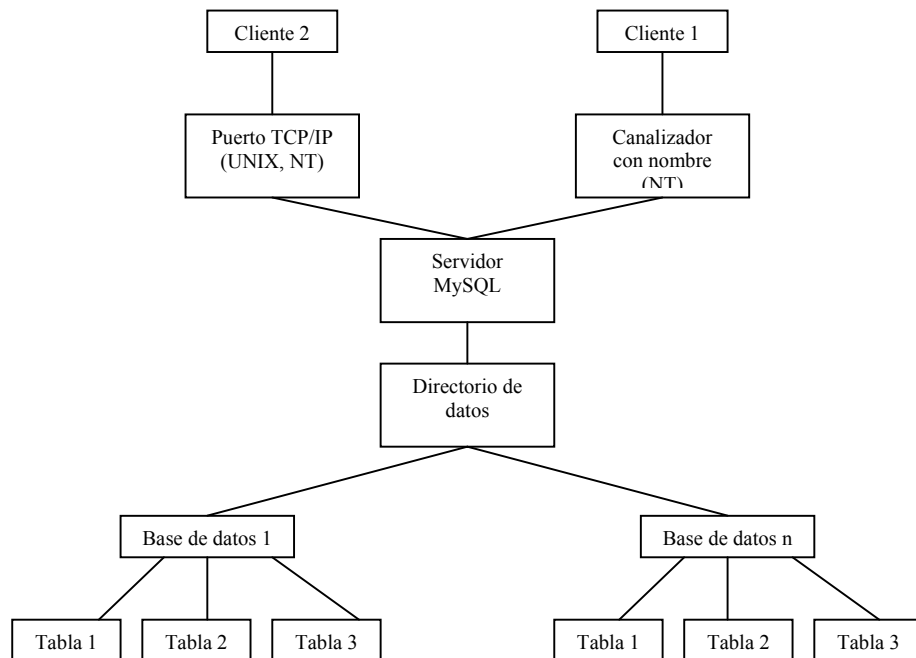 Cliente 2
Cliente 1
Puerto TCP/IP
(UNIX, NT)
Canalizador
con nombre
(NT)
Servidor
MySQL
Directorio de
datos
Base de datos 1
Base de datos n
Tabla 1
Tabla 2
Tabla 3
Tabla 1
Tabla 2
Tabla 3